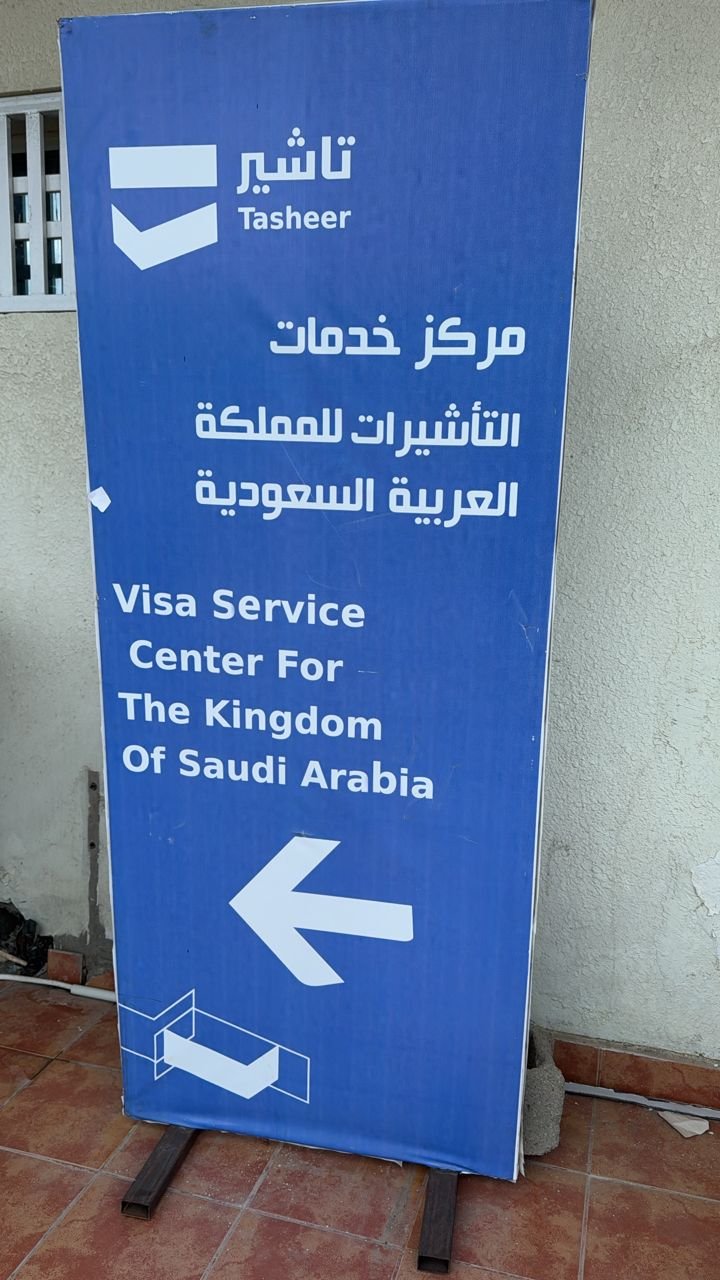 تاشير
Tasheer
مركز خدمات
التأشيرات للمملكة
العربية السعودية
Visa Service
Center For
The Kingdom
Of Saudi Arabia